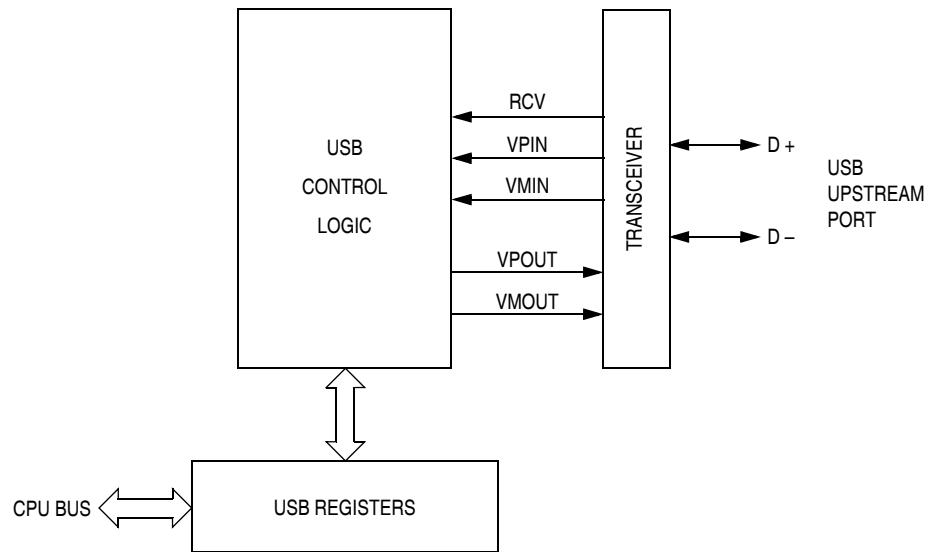 RCV
VPIN
VMIN
VPOUT
VMOUT
USB
CONTROL
LOGIC
TRANSCEIVER
D +
D –
USB
UPSTREAM
PORT
CPU BUS
USB REGISTERS